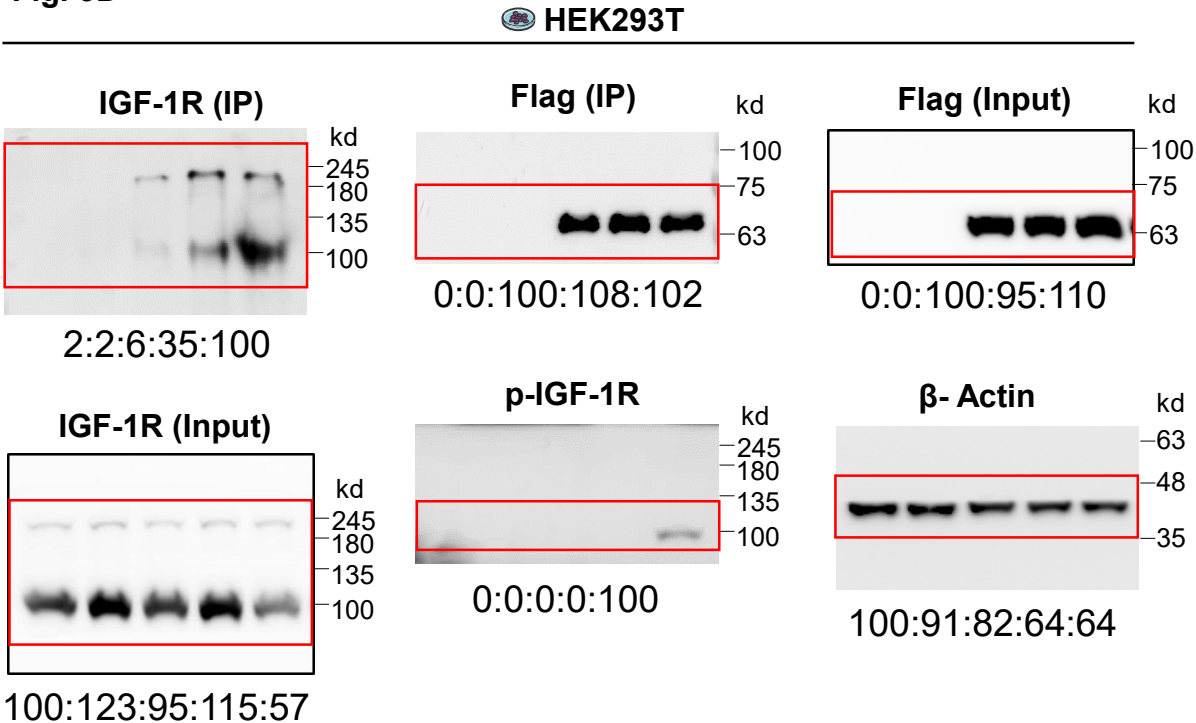 HEK293T
IGF-1R (IP)
kd
245
180
135
100
2:2:6:35:100
Flag (IP)
kd
100
75
63
0:0:100:108:102
Flag (Input)
kd
100
75
63
0:0:100:95:110
IGF-1R (Input)
kd
245
180
135
100
100:123:95:115:57
p-IGF-1R
kd
245
180
135
100
0:0:0:0:100
β- Actin
kd
63
48
35
100:91:82:64:64